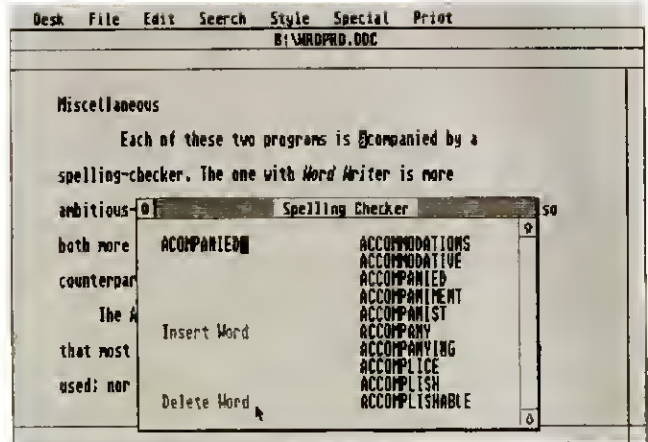 Desk File Edit Search Style Special Print
B:\WRDPRO.DOC
Miscellaneous
Each of these two programs is acompanied by a
spelling-checker. The one with Word Writer is more
ambitious- so
both more
counterpar
The A
that most
used; nor
Spelling Checker
ACOMPANIED
Insert Word
Delete Word
ACCOMMODATIONS
ACCOMMODATIVE
ACCOMPANIED
ACCOMPANIMENT
ACCOMPANIST
ACCOMPANY
ACCOMPANYING
ACCOMPLICE
ACCOMPLISH
ACCOMPLISHABLE